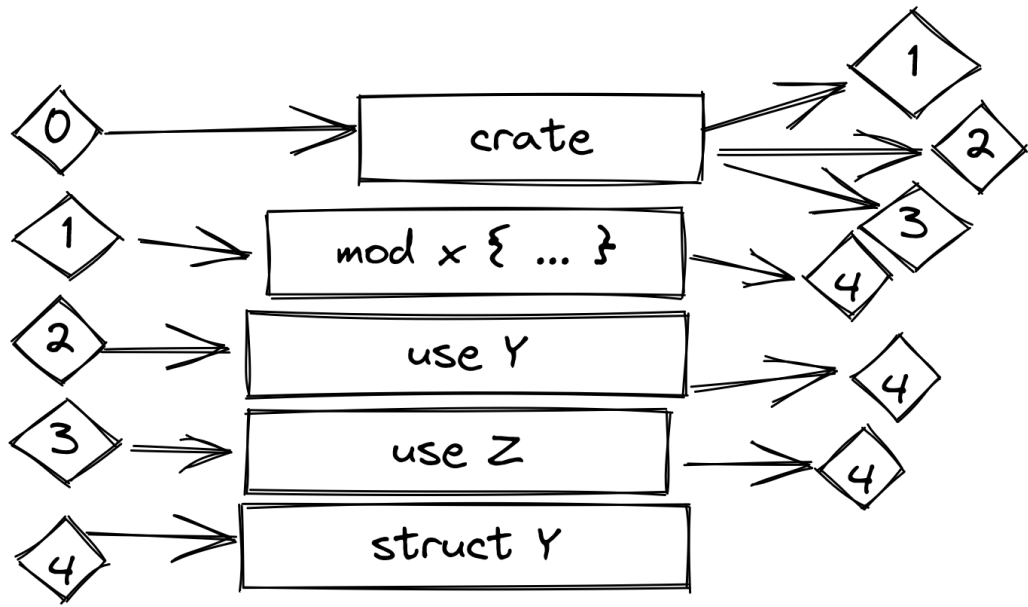 0 crate 1
2
3
1 mod x { ... } 4
2 use Y 4
3 use Z 4
4 struct Y